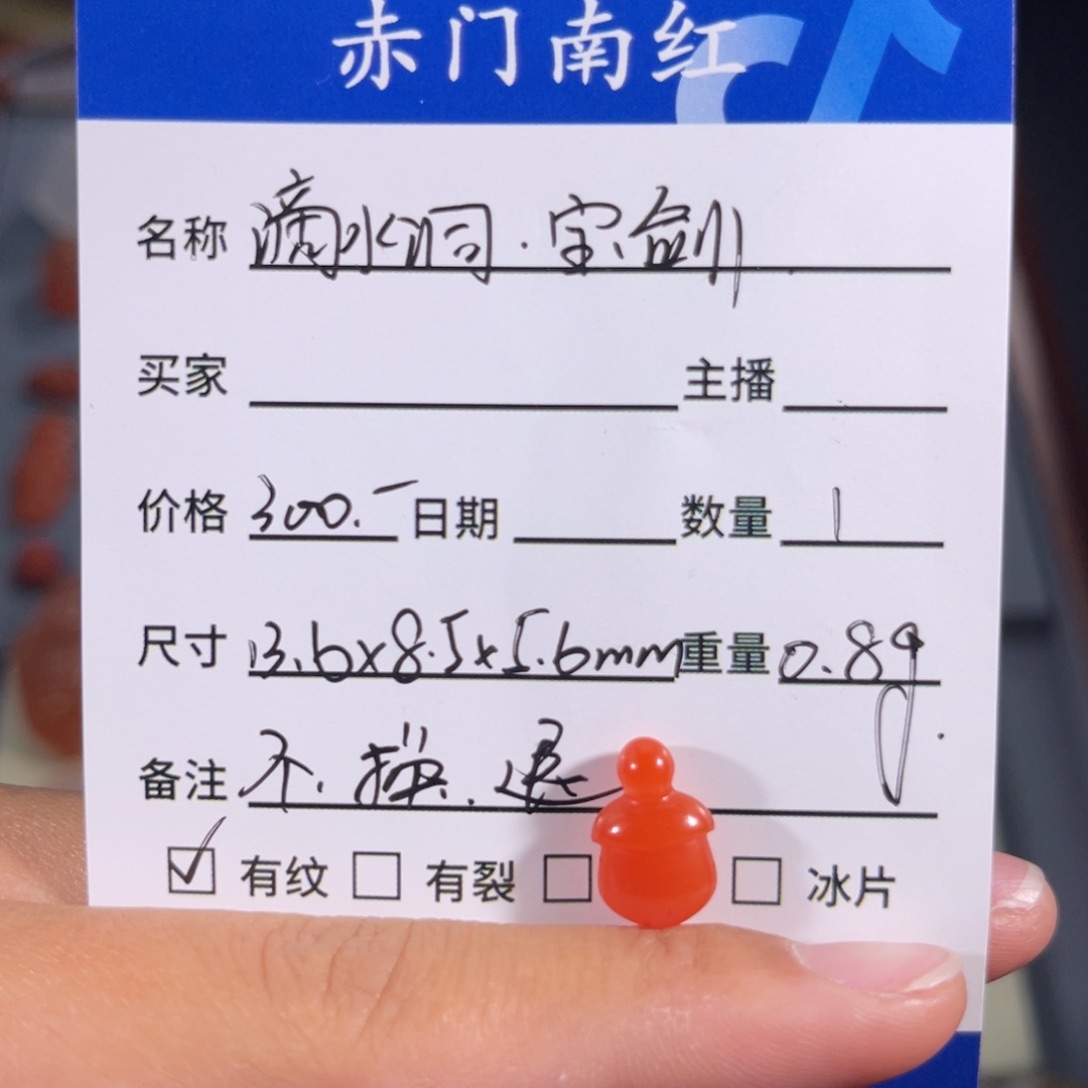 赤门南红
名称 滴水洞·宝剑
买家 主播
价格 300.- 日期 数量 1
尺寸 13.6x8.5x5.6mm 重量 0.8g
备注 不.换.退
☑ 有纹 □ 有裂 □ □ 冰片